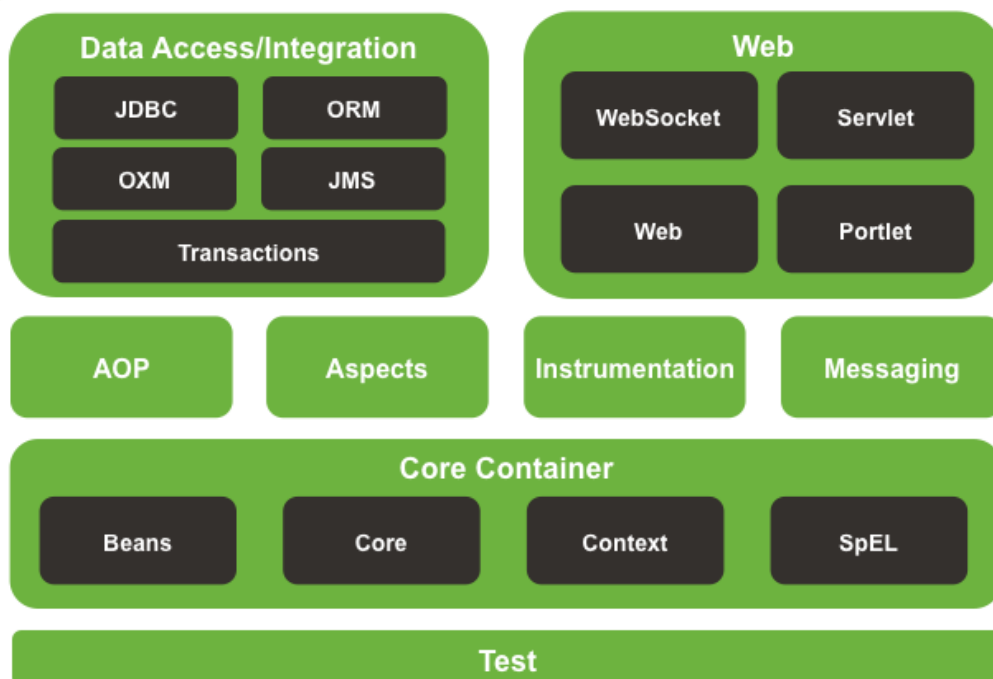 Data Access/Integration
JDBC
ORM
OXM
JMS
Transactions
Web
WebSocket
Servlet
Web
Portlet
AOP
Aspects
Instrumentation
Messaging
Core Container
Beans
Core
Context
SpEL
Test